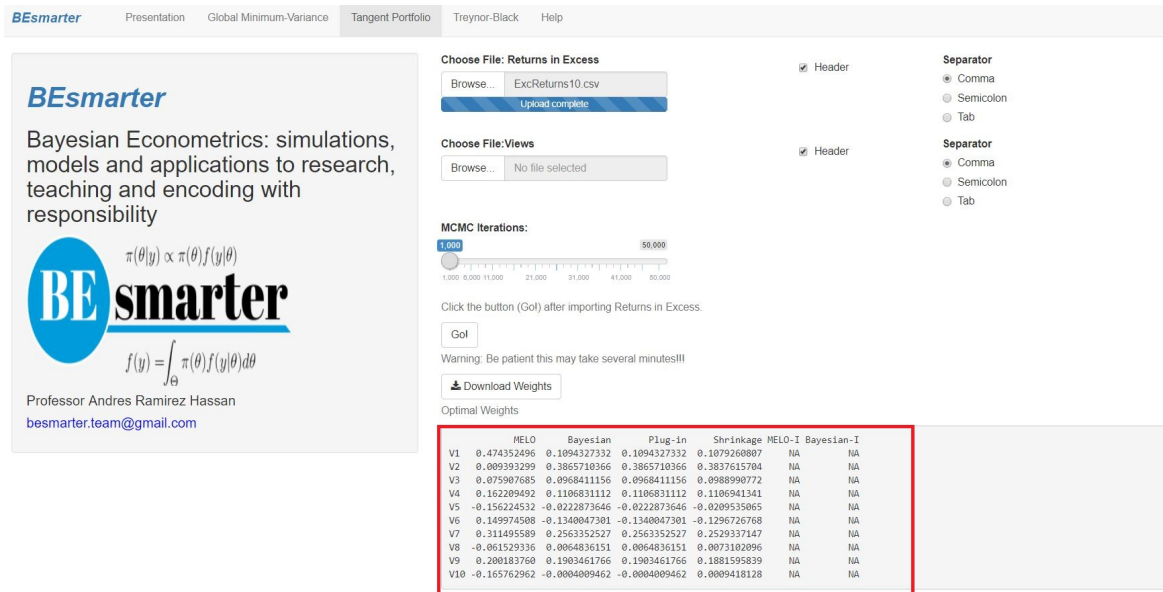 BEsmarter Presentation Global Minimum-Variance Tangent Portfolio Treynor-Black Help
BEsmarter
Bayesian Econometrics: simulations,
models and applications to research,
teaching and encoding with
responsibility
π(θ|y) ∝ π(θ)f(y|θ)
BE smarter
f(y) = ∫_Θ π(θ)f(y|θ)dθ
Professor Andres Ramirez Hassan
besmarter.team@gmail.com
Choose File: Returns in Excess
Browse... ExcReturns10.csv
Upload complete
Header
Separator
Comma
Semicolon
Tab
Choose File:Views
Browse... No file selected
Header
Separator
Comma
Semicolon
Tab
MCMC Iterations:
1,000 50,000
1,000 6,000 11,000 21,000 31,000 41,000 50,000
Click the button (Go!) after importing Returns in Excess.
Go!
Warning: Be patient this may take several minutes!!!
Download Weights
Optimal Weights
MELO Bayesian Plug-in Shrinkage MELO-I Bayesian-I
V1 0.474352496 0.1094327332 0.1094327332 0.1079260807 NA NA
V2 0.009393299 0.3865710366 0.3865710366 0.3837615704 NA NA
V3 0.075907685 0.0968411156 0.0968411156 0.0988990772 NA NA
V4 0.162209492 0.1106831112 0.1106831112 0.1106941341 NA NA
V5 -0.156224532 -0.0222873646 -0.0222873646 -0.0209535065 NA NA
V6 0.149974508 -0.1340047301 -0.1340047301 -0.1296726768 NA NA
V7 0.311495589 0.2563352527 0.2563352527 0.2529337147 NA NA
V8 -0.061529336 0.0064836151 0.0064836151 0.0073102096 NA NA
V9 0.200183760 0.1903461766 0.1903461766 0.1881595839 NA NA
V10 -0.165762962 -0.0004009462 -0.0004009462 0.0009418128 NA NA